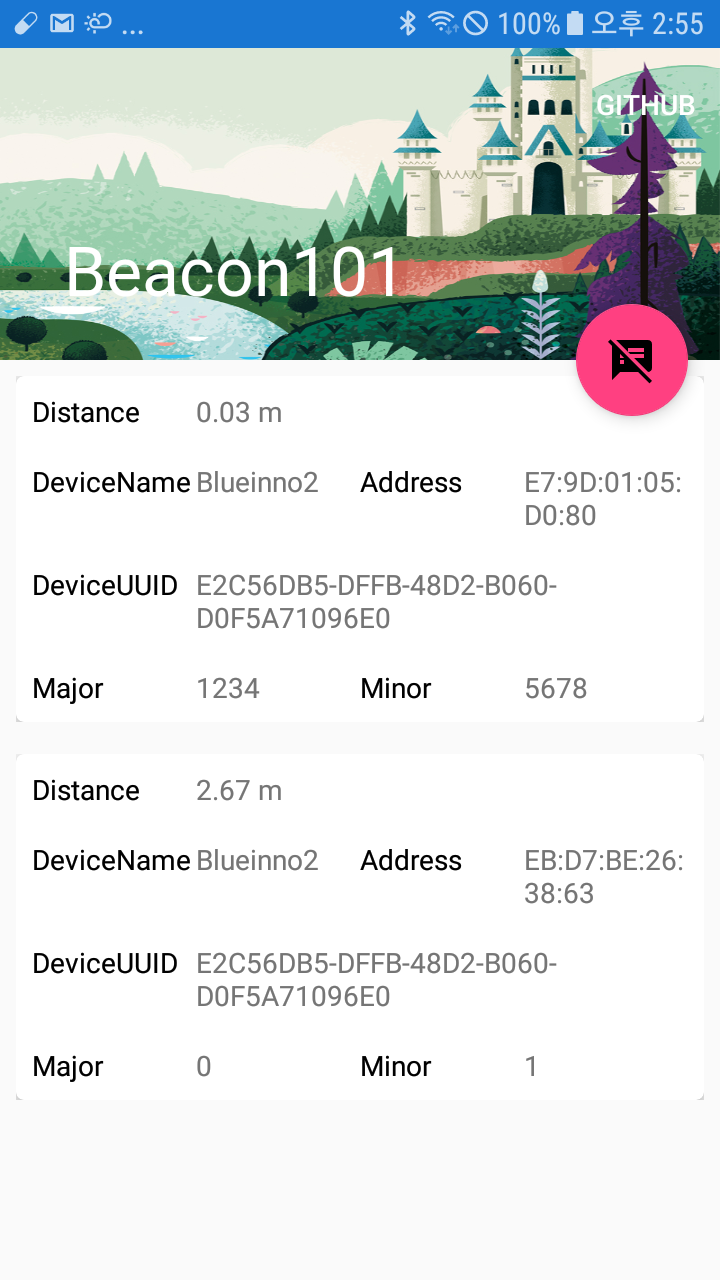 ... 100% 오후 2:55
GITHUB
Beacon101
Distance 0.03 m
DeviceName Blueinno2 Address E7:9D:01:05:
D0:80
DeviceUUID E2C56DB5-DFFB-48D2-B060-
D0F5A71096E0
Major 1234 Minor 5678
Distance 2.67 m
DeviceName Blueinno2 Address EB:D7:BE:26:
38:63
DeviceUUID E2C56DB5-DFFB-48D2-B060-
D0F5A71096E0
Major 0 Minor 1